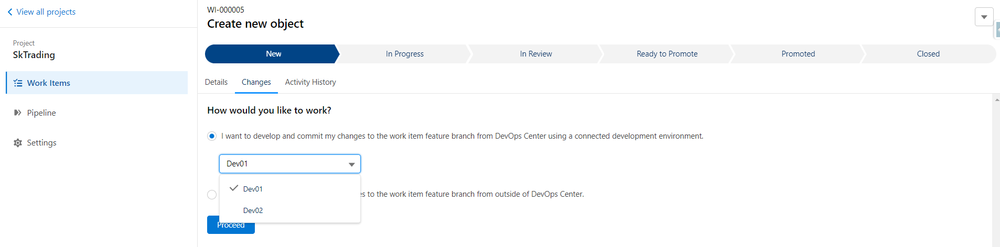 View all projects
Project
SkTrading
Work Items
Pipeline
Settings
WI-000005
Create new object
New
In Progress
In Review
Ready to Promote
Promoted
Closed
Details
Changes
Activity History
How would you like to work?
I want to develop and commit my changes to the work item feature branch from DevOps Center using a connected development environment.
Dev01
Dev01
Dev02
to the work item feature branch from outside of DevOps Center.
Proceed